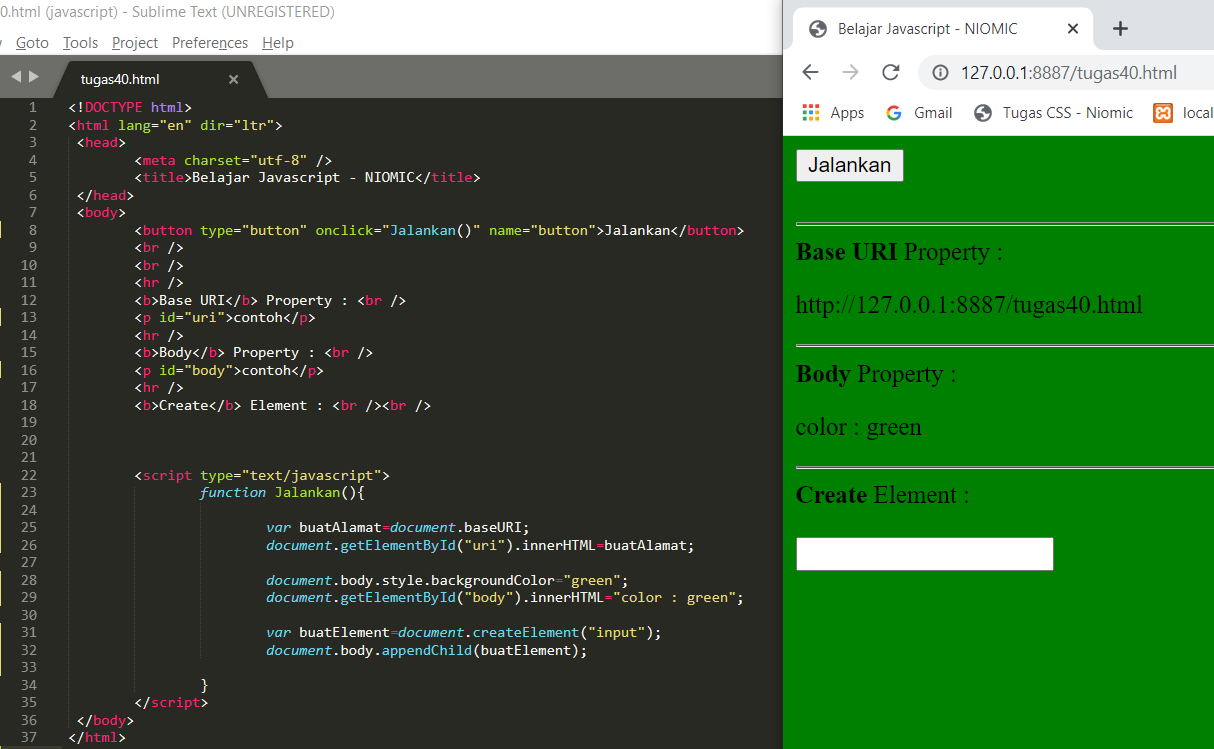 0.html (javascript) - Sublime Text (UNREGISTERED)
Goto Tools Project Preferences Help
tugas40.html ×
1 <!DOCTYPE html>
2 <html lang="en" dir="ltr">
3 <head>
4 <meta charset="utf-8" />
5 <title>Belajar Javascript - NIOMIC</title>
6 </head>
7 <body>
8 <button type="button" onclick="Jalankan()" name="button">Jalankan</button>
9 <br />
10 <br />
11 <hr />
12 <b>Base URI</b> Property : <br />
13 <p id="uri">contoh</p>
14 <hr />
15 <b>Body</b> Property : <br />
16 <p id="body">contoh</p>
17 <hr />
18 <b>Create</b> Element : <br /><br />
19
20
21
22 <script type="text/javascript">
23 function Jalankan(){
24
25 var buatAlamat=document.baseURI;
26 document.getElementById("uri").innerHTML=buatAlamat;
27
28 document.body.style.backgroundColor="green";
29 document.getElementById("body").innerHTML="color : green";
30
31 var buatElement=document.createElement("input");
32 document.body.appendChild(buatElement);
33
34 }
35 </script>
36 </body>
37 </html>
Belajar Javascript - NIOMIC
127.0.0.1:8887/tugas40.html
Apps Gmail Tugas CSS - Niomic local
Jalankan
Base URI Property :
http://127.0.0.1:8887/tugas40.html
Body Property :
color : green
Create Element :